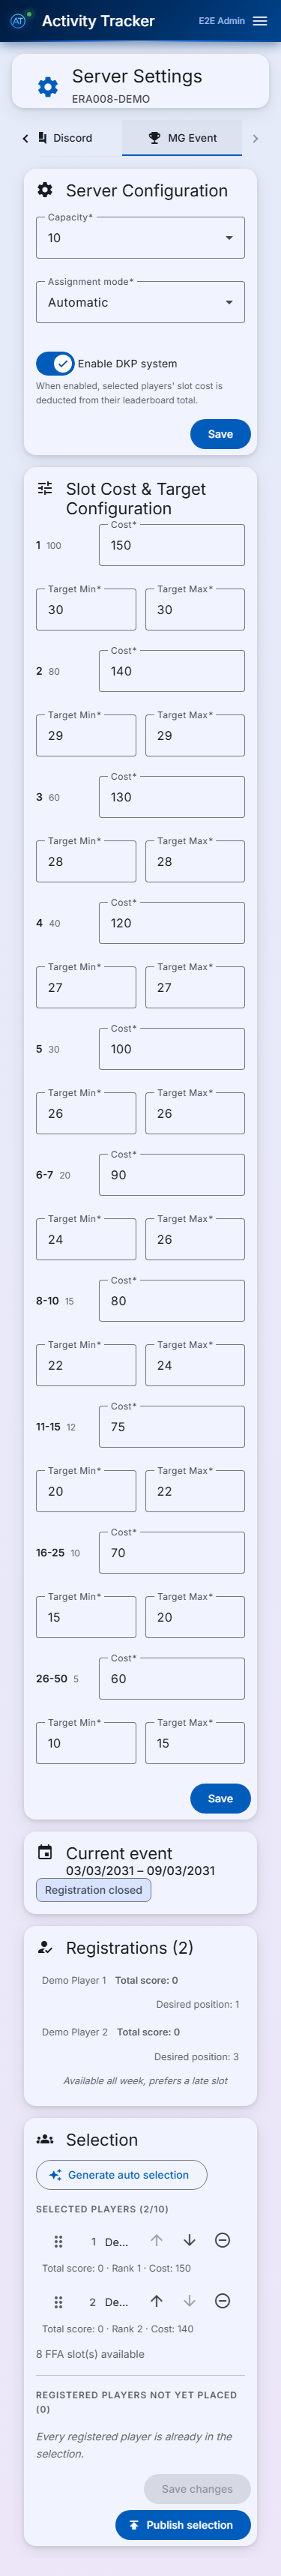 AT Activity Tracker E2E Admin
Server Settings
ERA008-DEMO
Discord MG Event
Server Configuration
Capacity*
10
Assignment mode*
Automatic
Enable DKP system
When enabled, selected players' slot cost is
deducted from their leaderboard total.
Save
Slot Cost & Target
Configuration
Cost*
1 100 150
Target Min* Target Max*
30 30
Cost*
2 80 140
Target Min* Target Max*
29 29
Cost*
3 60 130
Target Min* Target Max*
28 28
Cost*
4 40 120
Target Min* Target Max*
27 27
Cost*
5 30 100
Target Min* Target Max*
26 26
Cost*
6-7 20 90
Target Min* Target Max*
24 26
Cost*
8-10 15 80
Target Min* Target Max*
22 24
Cost*
11-15 12 75
Target Min* Target Max*
20 22
Cost*
16-25 10 70
Target Min* Target Max*
15 20
Cost*
26-50 5 60
Target Min* Target Max*
10 15
Save
Current event
03/03/2031 – 09/03/2031
Registration closed
Registrations (2)
Demo Player 1 Total score: 0
Desired position: 1
Demo Player 2 Total score: 0
Desired position: 3
Available all week, prefers a late slot
Selection
Generate auto selection
SELECTED PLAYERS (2/10)
1 De...
Total score: 0 · Rank 1 · Cost: 150
2 De...
Total score: 0 · Rank 2 · Cost: 140
8 FFA slot(s) available
REGISTERED PLAYERS NOT YET PLACED
(0)
Every registered player is already in the
selection.
Save changes
Publish selection